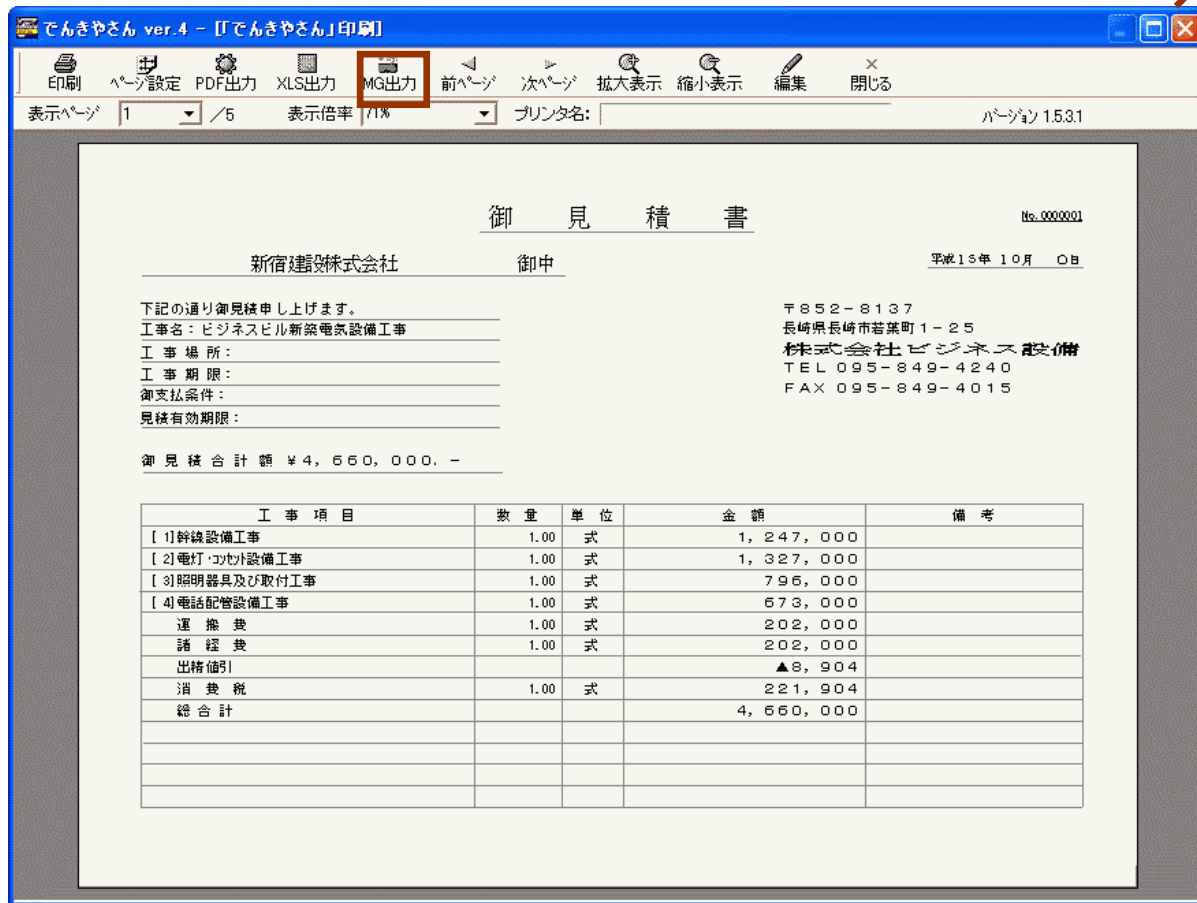 でんきやさん ver.4 - [「でんきやさん」印刷]
印刷 ページ設定 PDF出力 XLS出力 MG出力 前ページ 次ページ 拡大表示 縮小表示 編集 閉じる
表示ページ 1 /5 表示倍率 71% プリンタ名: バージョン 1.5.3.1
御 見 積 書
No.0000001
新宿建設株式会社 御中
平成15年10月 0日
下記の通り御見積申し上げます。
工事名：ビジネスビル新築電気設備工事
工 事 場 所：
工 事 期 限：
御支払条件：
見積有効期限：
〒852-8137
長崎県長崎市若葉町1-25
株式会社ビジネス設備
TEL 095-849-4240
FAX 095-849-4015
御 見 積 合 計 額 ¥4,660,000.-
工 事 項 目 数 量 単 位 金 額 備 考
[ 1]幹線設備工事 1.00 式 1,247,000
[ 2]電灯・コンセント設備工事 1.00 式 1,327,000
[ 3]照明器具及び取付工事 1.00 式 796,000
[ 4]電話配管設備工事 1.00 式 673,000
運 搬 費 1.00 式 202,000
諸 経 費 1.00 式 202,000
出精値引 ▲8,904
消 費 税 1.00 式 221,904
総 合 計 4,660,000